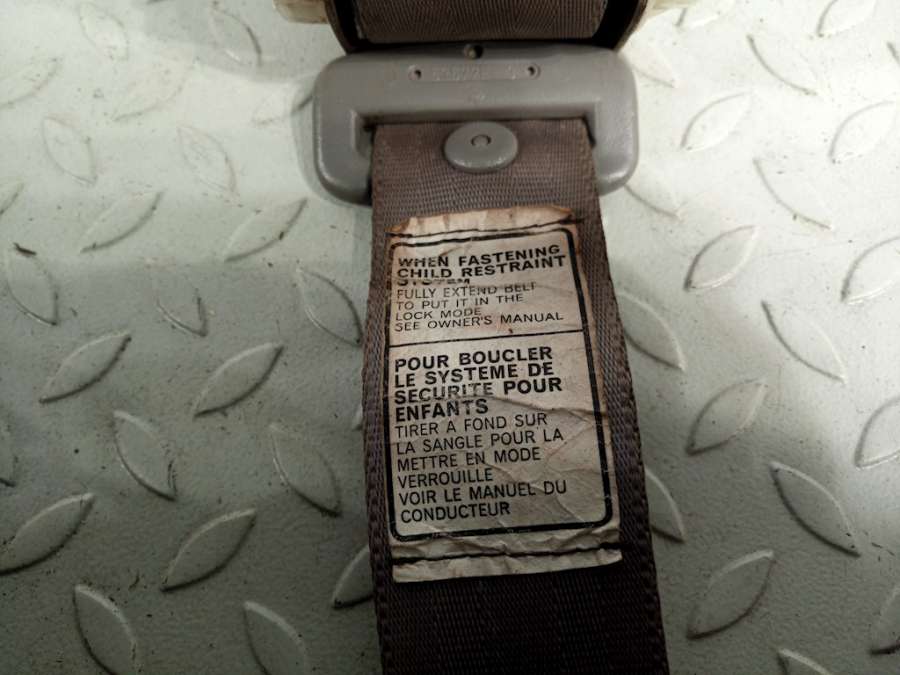 WHEN FASTENING
CHILD RESTRAINT
SYSTEM
FULLY EXTEND BELT
TO PUT IT IN THE
LOCK MODE
SEE OWNER'S MANUAL
POUR BOUCLER
LE SYSTEME DE
SECURITE POUR
ENFANTS
TIRER A FOND SUR
LA SANGLE POUR LA
METTRE EN MODE
VERROUILLE
VOIR LE MANUEL DU
CONDUCTEUR